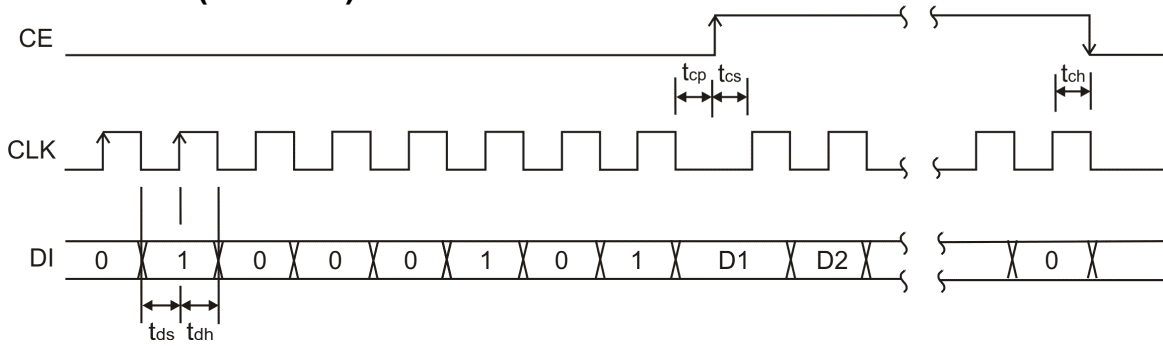 CE
tcp tcs tch
CLK
DI 0 1 0 0 0 1 0 1 D1 D2 0
tds tdh